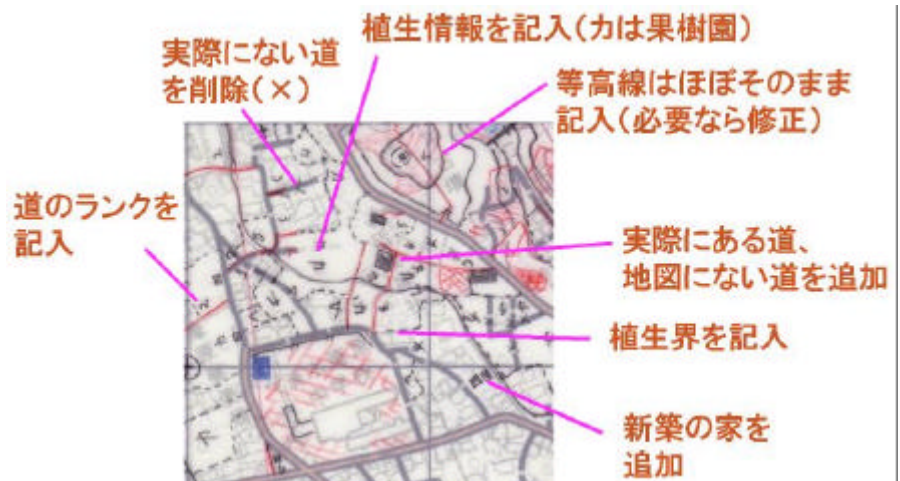 植生情報を記入(カは果樹園)
実際にない道
を削除(×)
等高線はほぼそのまま
記入(必要なら修正)
道のランクを
記入
実際にある道、
地図にない道を追加
植生界を記入
新築の家を
追加